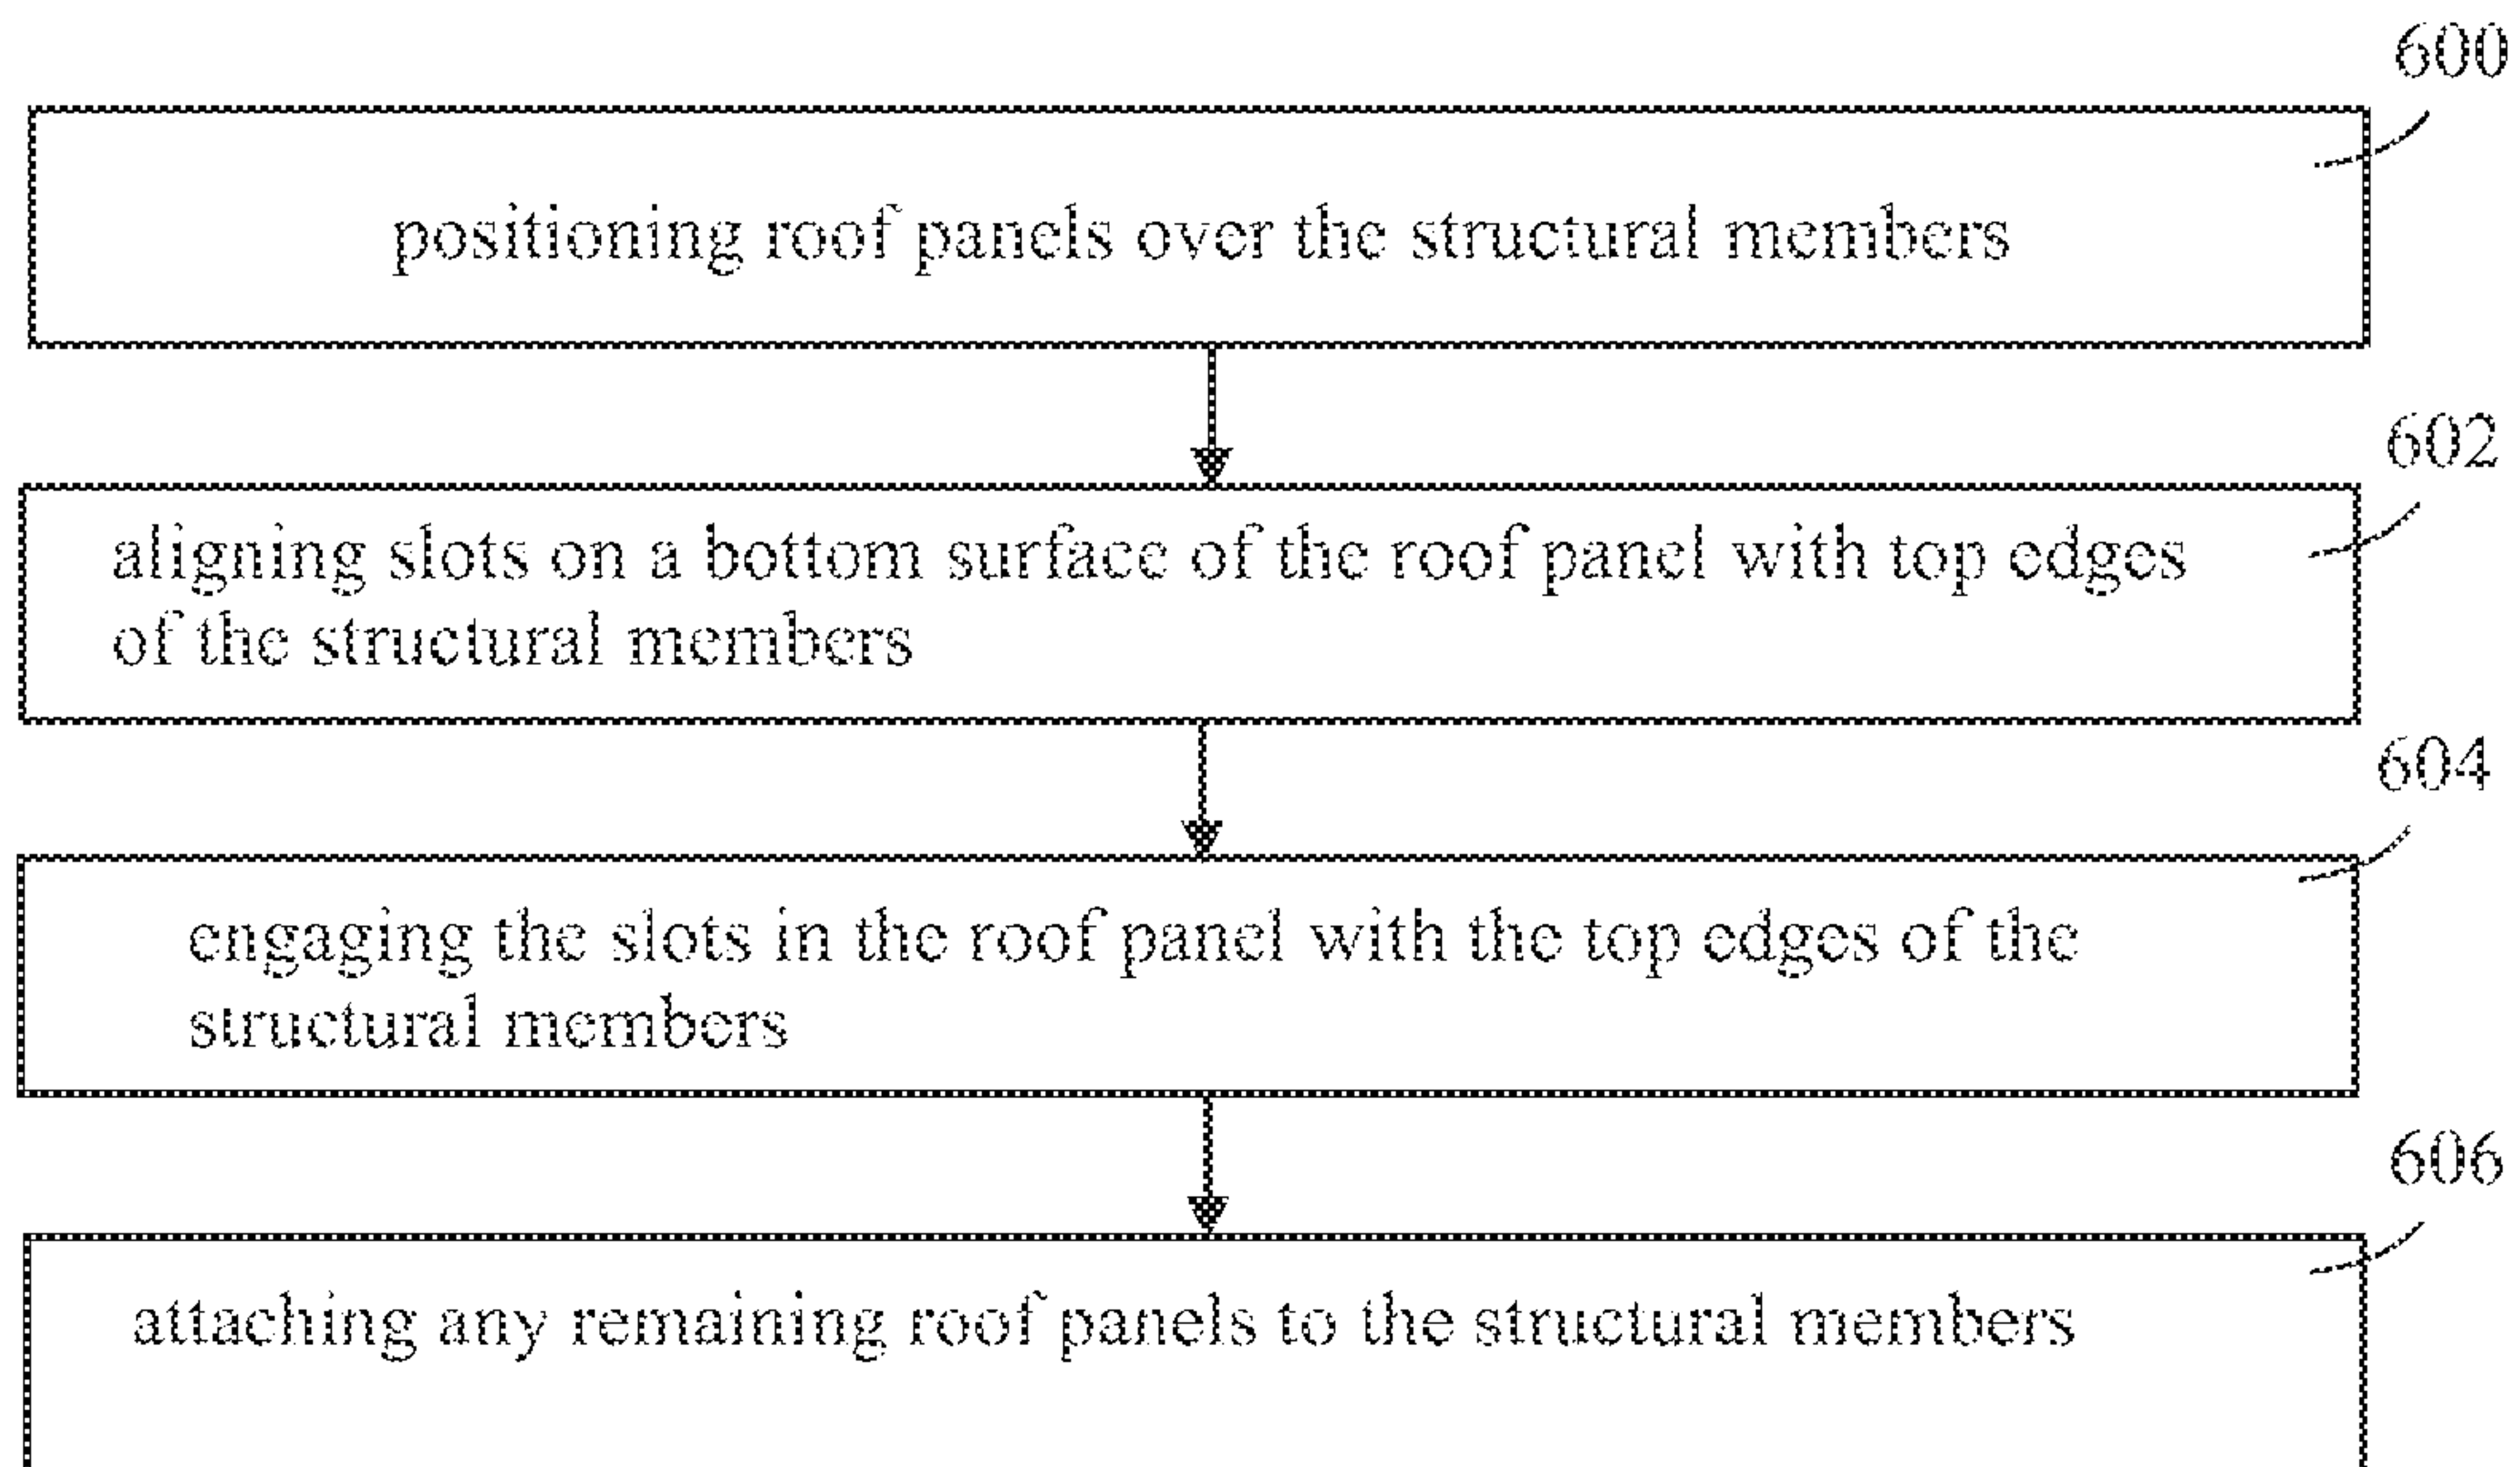 600
positioning roof panels over the structural members
602
aligning slots on a bottom surface of the roof panel with top edges
of the structural members
604
engaging the slots in the roof panel with the top edges of the
structural members
606
attaching any remaining roof panels to the structural members